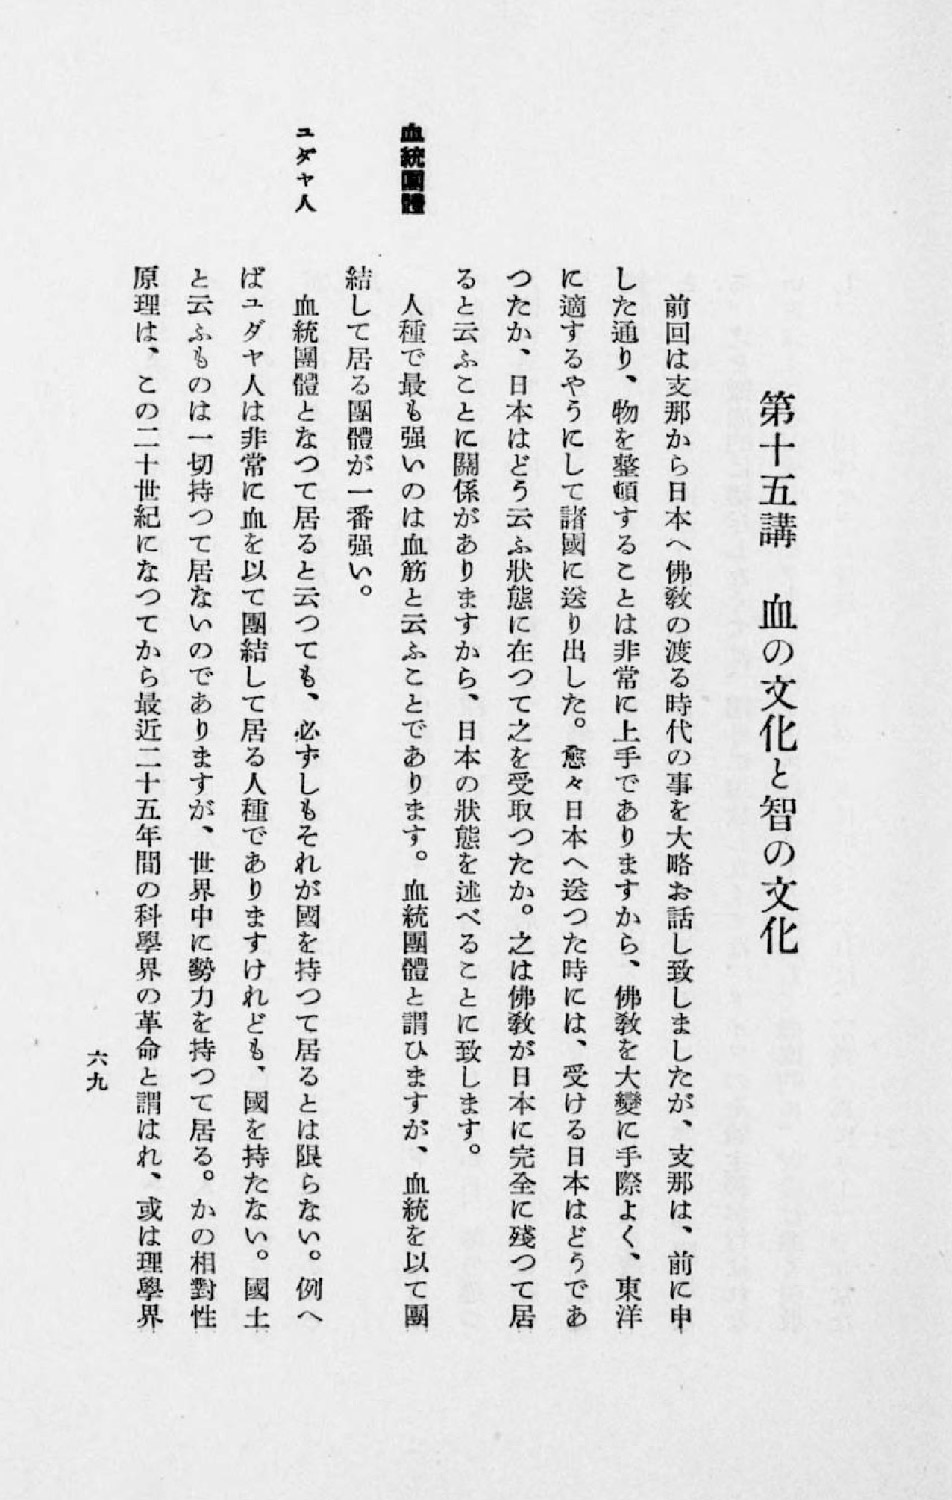 第十五講　血の文化と智の文化
前回は支那から日本へ佛敎の渡る時代の事を大略お話し致しましたが、支那は、前に申
した通り、物を整頓することは非常に上手でありますから、佛敎を大變に手際よく、東洋
に適するやうにして諸國に送り出した。愈々日本へ送つた時には、受ける日本はどうであ
つたか、日本はどう云ふ狀態に在つて之を受取つたか。之は佛敎が日本に完全に残つて居
ると云ふことに關係がありますから、日本の狀態を述べることに致します。
血統團體
人種で最も强いのは血筋と云ふことであります。血統團體と謂ひますが、血統を以て團
結して居る團體が一番强い。
ユダヤ人
血統團體となつて居ると云つても、必ずしもそれが國を持つて居るとは限らない。例へ
ばユダヤ人は非常に血を以て團結して居る人種でありますけれども、國を持たない。國土
と云ふものは一切持つて居ないのでありますが、世界中に勢力を持つて居る。かの相對性
原理は、この二十世紀になつてから最近二十五年間の科學界の革命と謂はれ、或は理學界
六九